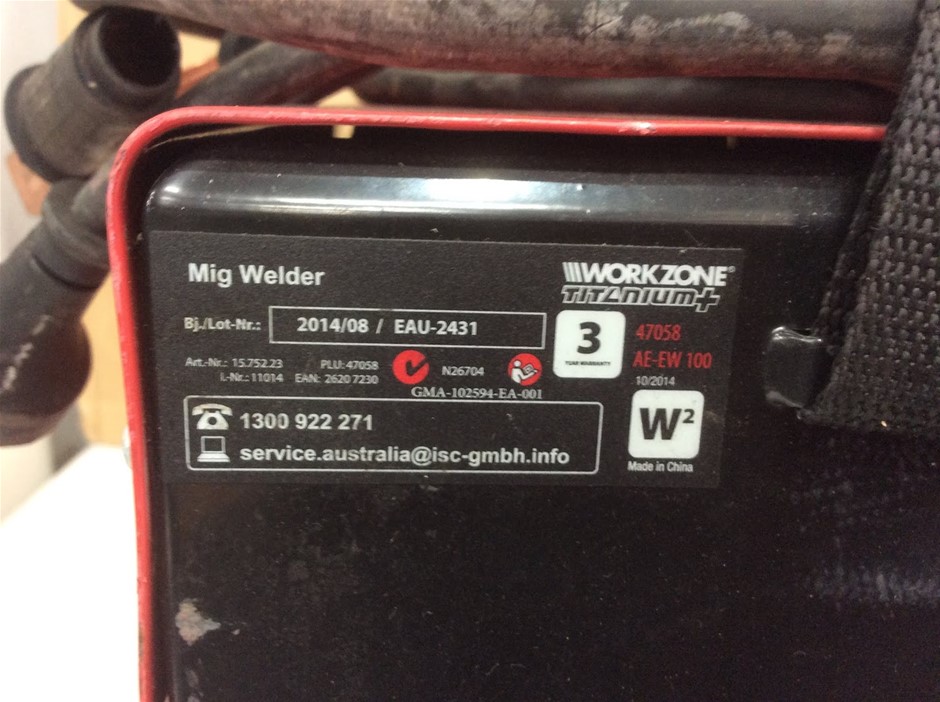 Mig Welder
WORKZONE®
TITANIUM+
Bj./Lot-Nr.: 2014/08 / EAU-2431
3
YEAR WARRANTY
47058
AE-EW 100
10/2014
Art.-Nr.: 15.752.23 PLU: 47058
I.-Nr.: 11014 EAN: 2620 7230
N26704
GMA-102594-EA-001
1300 922 271
service.australia@isc-gmbh.info
W²
Made in China